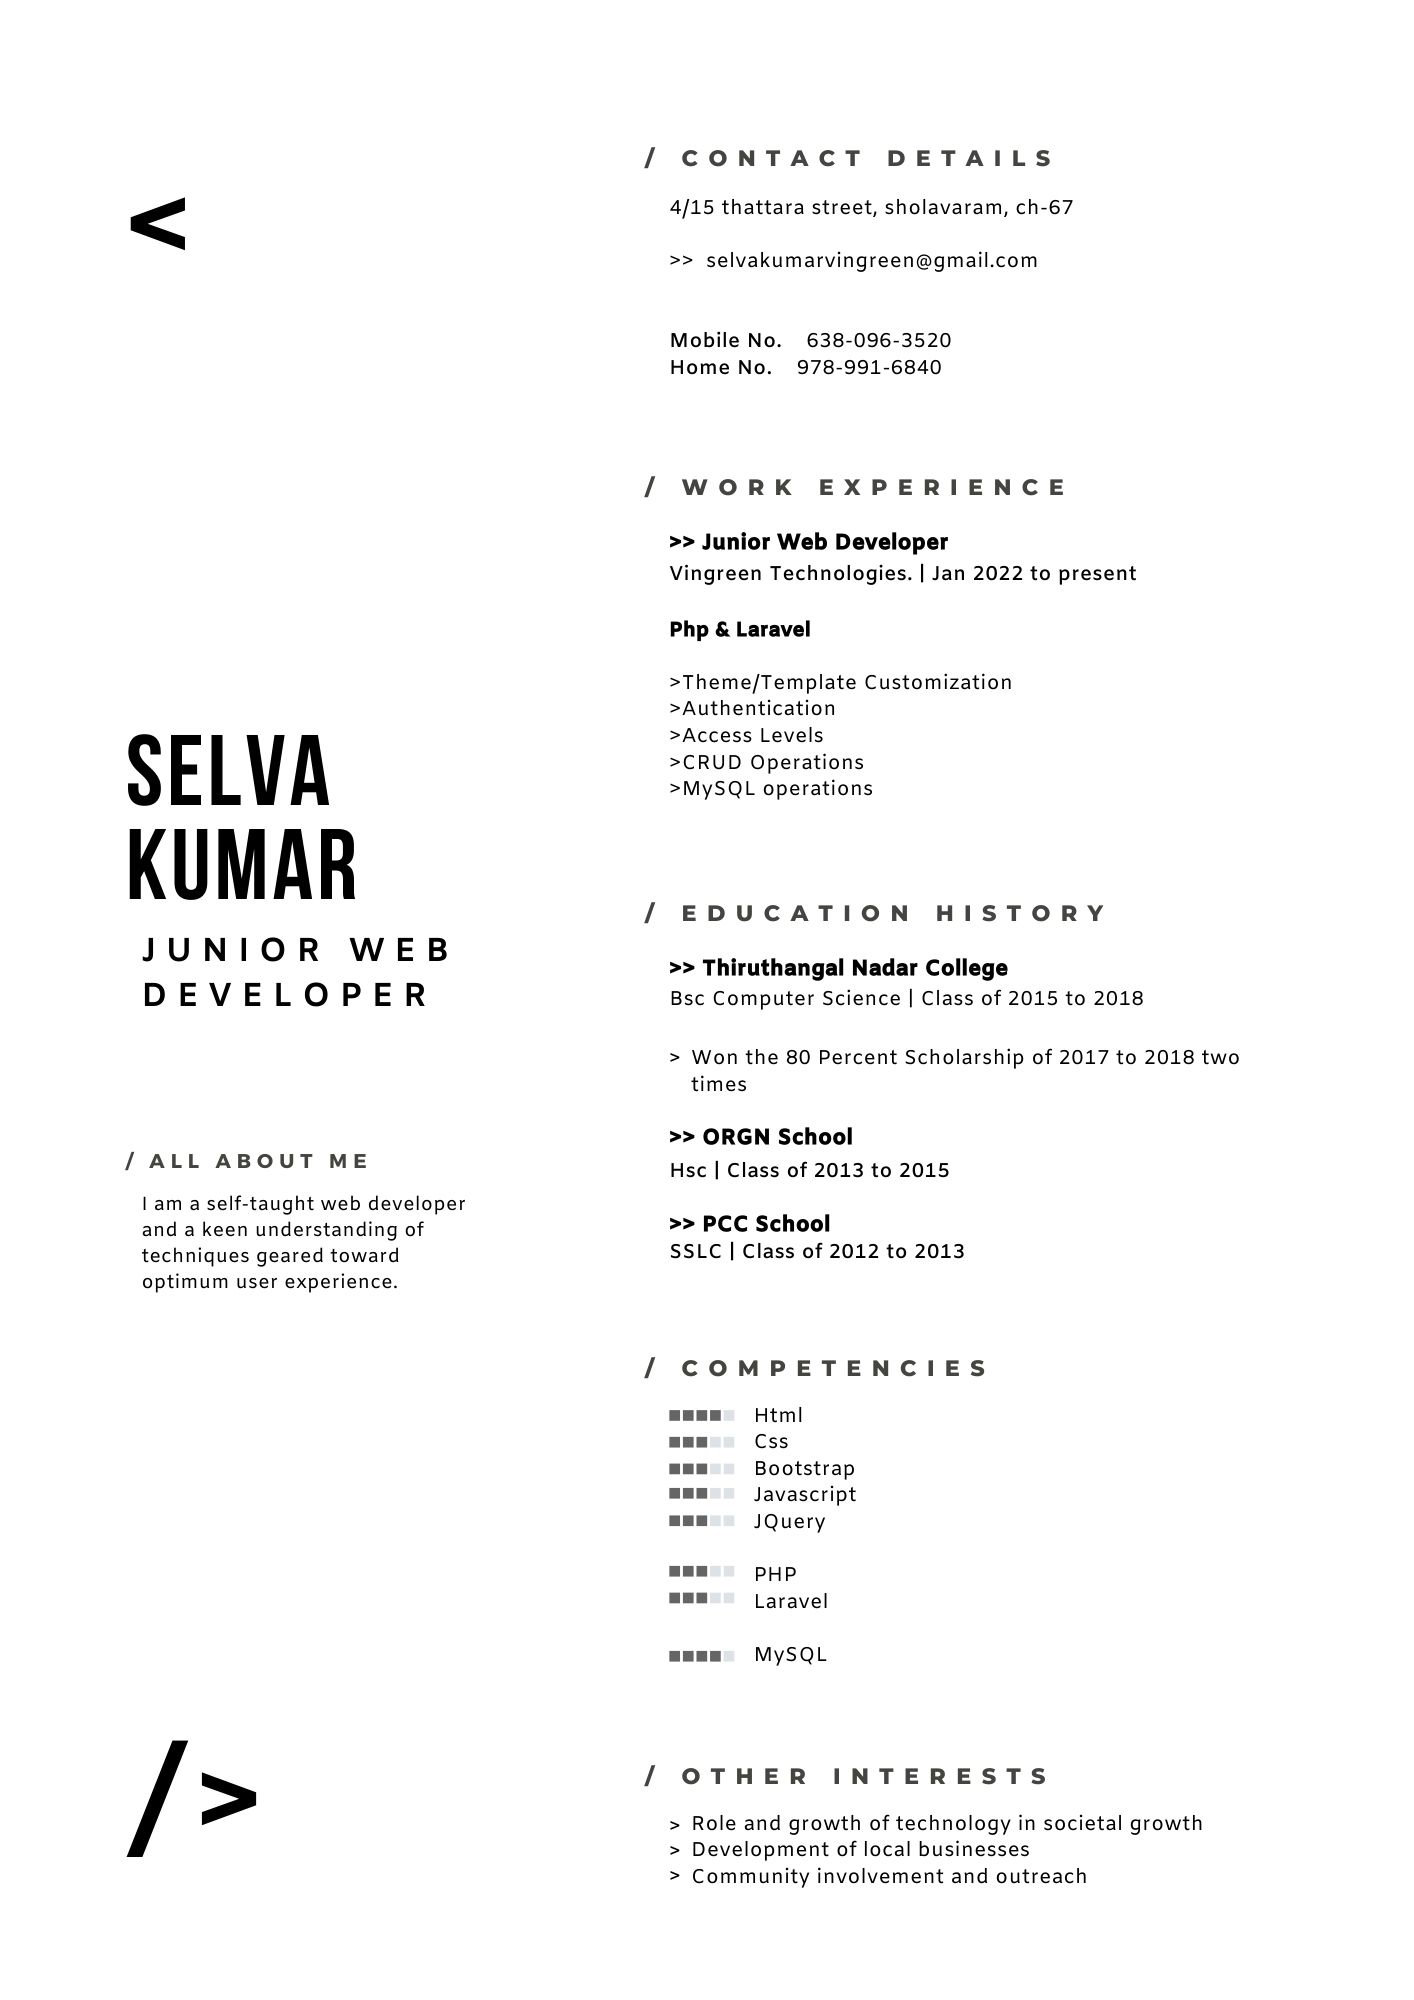 <
SELVA
KUMAR
JUNIOR WEB
DEVELOPER
/ ALL ABOUT ME
I am a self-taught web developer
and a keen understanding of
techniques geared toward
optimum user experience.
/>
/ CONTACT DETAILS
4/15 thattara street, sholavaram, ch-67
>> selvakumarvingreen@gmail.com
Mobile No. 638-096-3520
Home No. 978-991-6840
/ WORK EXPERIENCE
>> Junior Web Developer
Vingreen Technologies. | Jan 2022 to present
Php & Laravel
>Theme/Template Customization
>Authentication
>Access Levels
>CRUD Operations
>MySQL operations
/ EDUCATION HISTORY
>> Thiruthangal Nadar College
Bsc Computer Science | Class of 2015 to 2018
> Won the 80 Percent Scholarship of 2017 to 2018 two
times
>> ORGN School
Hsc | Class of 2013 to 2015
>> PCC School
SSLC | Class of 2012 to 2013
/ COMPETENCIES
Html
Css
Bootstrap
Javascript
JQuery
PHP
Laravel
MySQL
/ OTHER INTERESTS
> Role and growth of technology in societal growth
> Development of local businesses
> Community involvement and outreach